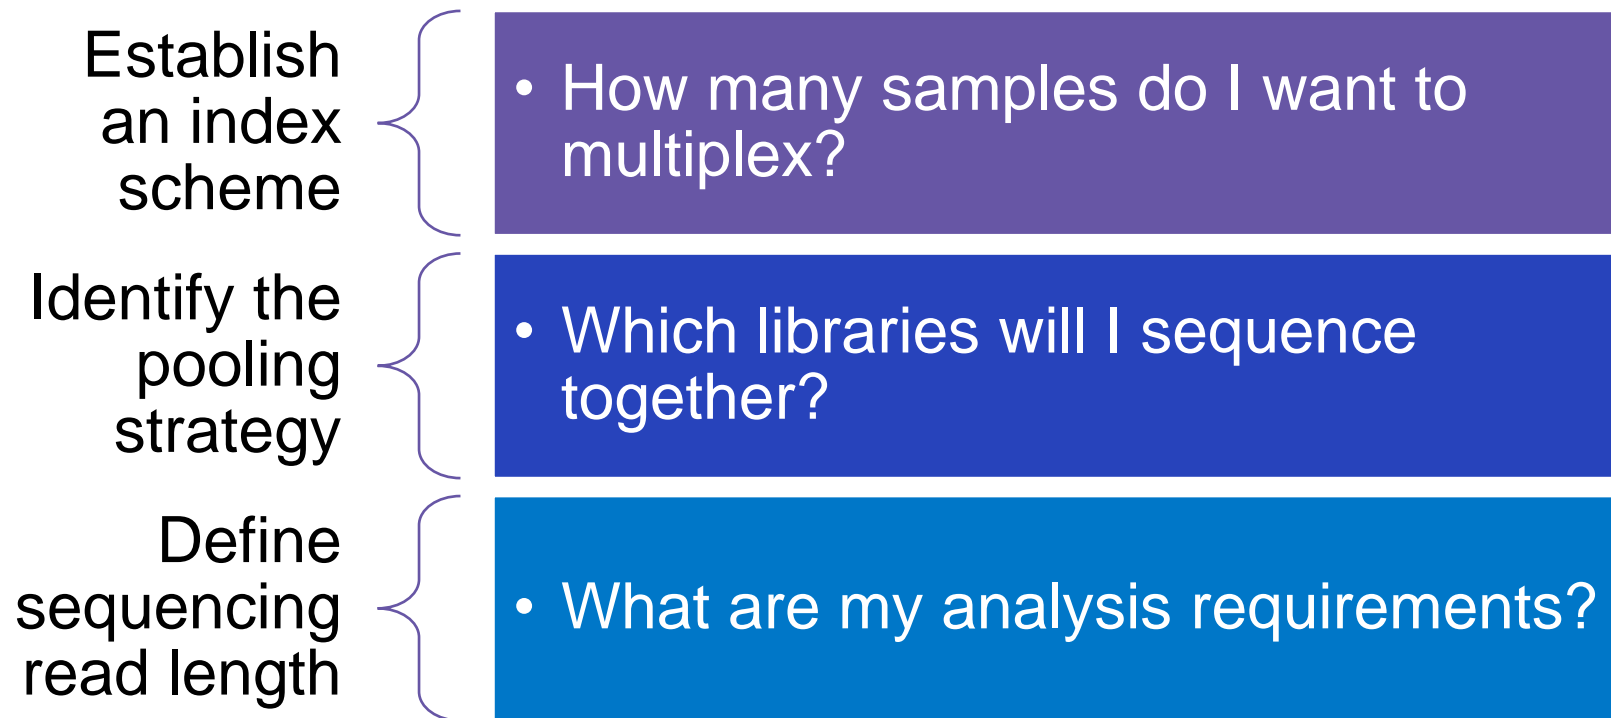 Establish
an index
scheme
• How many samples do I want to
multiplex?
Identify the
pooling
strategy
• Which libraries will I sequence
together?
Define
sequencing
read length
• What are my analysis requirements?